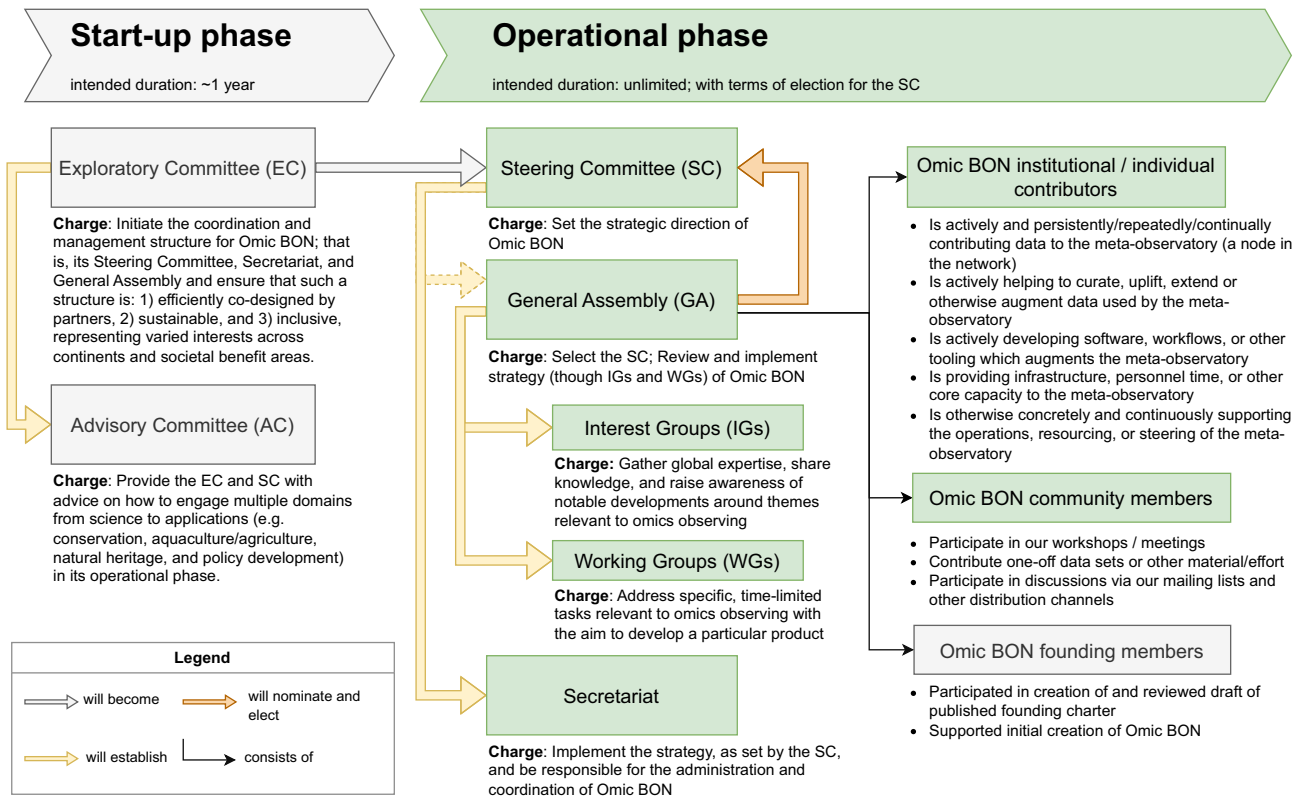 Start-up phase
intended duration: ~1 year
Operational phase
intended duration: unlimited; with terms of election for the SC
Exploratory Committee (EC)
Charge: Initiate the coordination and
management structure for Omic BON; that
is, its Steering Committee, Secretariat, and
General Assembly and ensure that such a
structure is: 1) efficiently co-designed by
partners, 2) sustainable, and 3) inclusive,
representing varied interests across
continents and societal benefit areas.
Advisory Committee (AC)
Charge: Provide the EC and SC with
advice on how to engage multiple domains
from science to applications (e.g.
conservation, aquaculture/agriculture,
natural heritage, and policy development)
in its operational phase.
Legend
will become
will nominate and
elect
will establish
consists of
Steering Committee (SC)
Charge: Set the strategic direction of
Omic BON
General Assembly (GA)
Charge: Select the SC; Review and implement
strategy (though IGs and WGs) of Omic BON
Interest Groups (IGs)
Charge: Gather global expertise, share
knowledge, and raise awareness of
notable developments around themes
relevant to omics observing
Working Groups (WGs)
Charge: Address specific, time-limited
tasks relevant to omics observing with
the aim to develop a particular product
Secretariat
Charge: Implement the strategy, as set by the SC,
and be responsible for the administration and
coordination of Omic BON
Omic BON institutional / individual
contributors
• Is actively and persistently/repeatedly/continually
contributing data to the meta-observatory (a node in
the network)
• Is actively helping to curate, uplift, extend or
otherwise augment data used by the meta-
observatory
• Is actively developing software, workflows, or other
tooling which augments the meta-observatory
• Is providing infrastructure, personnel time, or other
core capacity to the meta-observatory
• Is otherwise concretely and continuously supporting
the operations, resourcing, or steering of the meta-
observatory
Omic BON community members
• Participate in our workshops / meetings
• Contribute one-off data sets or other material/effort
• Participate in discussions via our mailing lists and
other distribution channels
Omic BON founding members
• Participated in creation of and reviewed draft of
published founding charter
• Supported initial creation of Omic BON